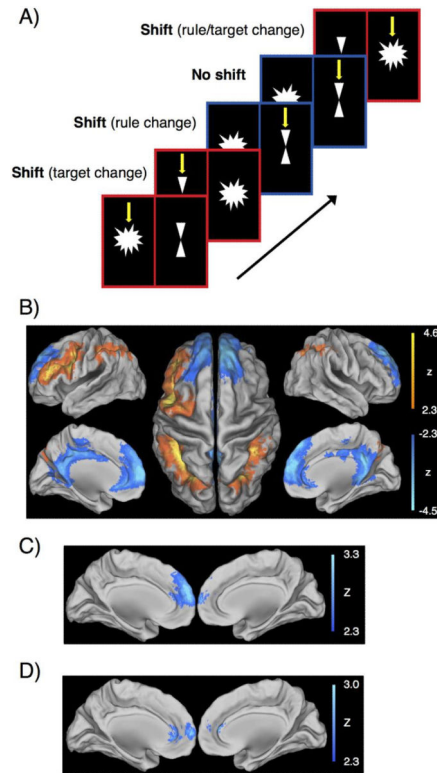 A)
Shift (rule/target change)
No shift
Shift (rule change)
Shift (target change)
B)
4.6
z
2.3
-2.3
z
-4.5
C)
3.3
Z
2.3
D)
3.0
Z
2.3